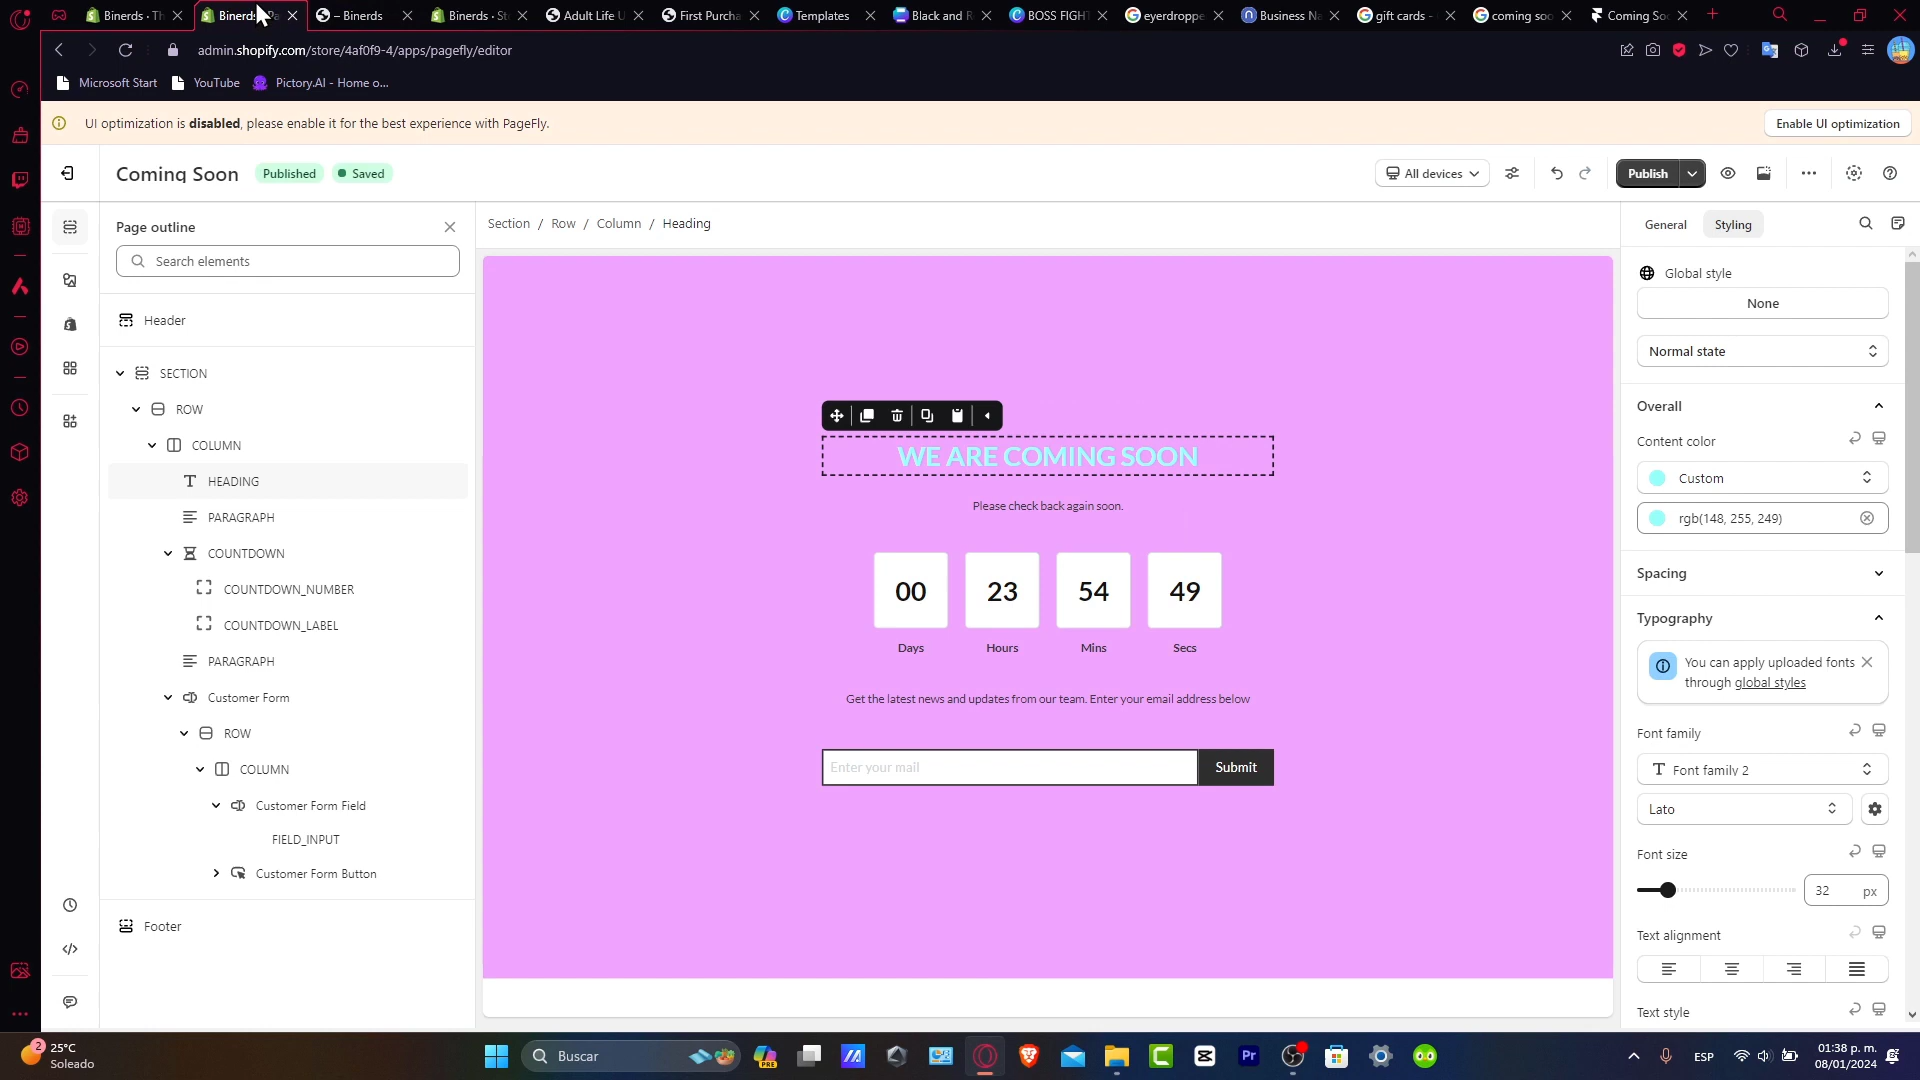 Binerds · Th
Binerds
– Binerds
Binerds · St
Adult Life U
First Purcha
Templates
Black and R
BOSS FIGHT
eyerdroppe
Business Na
gift cards -
coming soo
Coming So
admin.shopify.com/store/4af0f9-4/apps/pagefly/editor
Microsoft Start
YouTube
Pictory.AI - Home o...
UI optimization is disabled, please enable it for the best experience with PageFly.
Enable UI optimization
Coming Soon
Published
Saved
All devices
Publish
Page outline
Section / Row / Column / Heading
General
Styling
Search elements
Global style
None
Header
Normal state
SECTION
ROW
Overall
COLUMN
Content color
WE ARE COMING SOON
HEADING
Custom
Please check back again soon.
PARAGRAPH
rgb(148, 255, 249)
COUNTDOWN
Spacing
COUNTDOWN_NUMBER
00 23 54 49
COUNTDOWN_LABEL
Typography
Days Hours Mins Secs
PARAGRAPH
You can apply uploaded fonts
through global styles
Customer Form
Get the latest news and updates from our team. Enter your email address below
ROW
Font family
COLUMN
Enter your mail
Submit
Font family 2
Customer Form Field
Lato
FIELD_INPUT
Font size
Customer Form Button
32 px
Footer
Text alignment
Text style
2
25°C
Soleado
Buscar
PRE
Pr
ESP
01:38 p. m.
08/01/2024